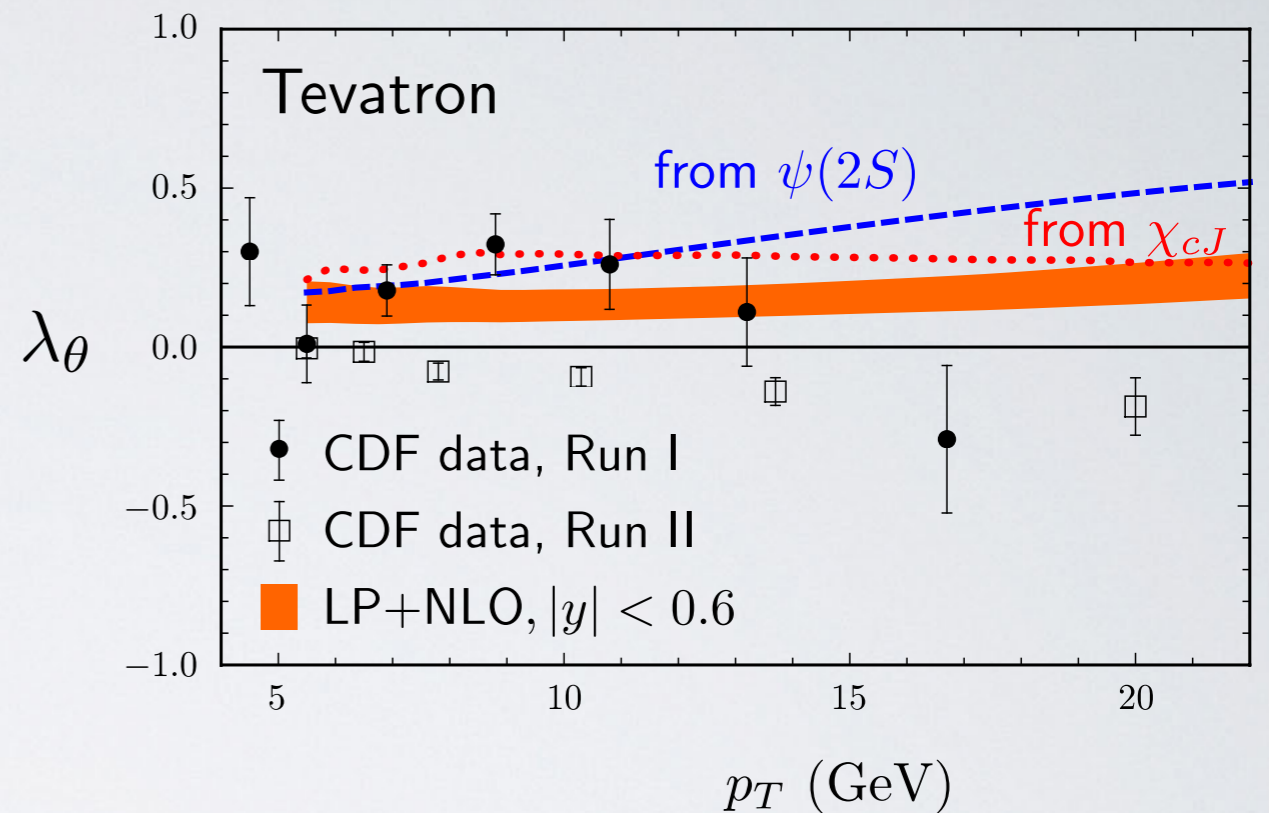 1.0
Tevatron
from ψ(2S)
0.5
from χcJ
λθ
0.0
CDF data, Run I
−0.5
CDF data, Run II
LP+NLO, |y| < 0.6
−1.0
5 10 15 20
pT (GeV)